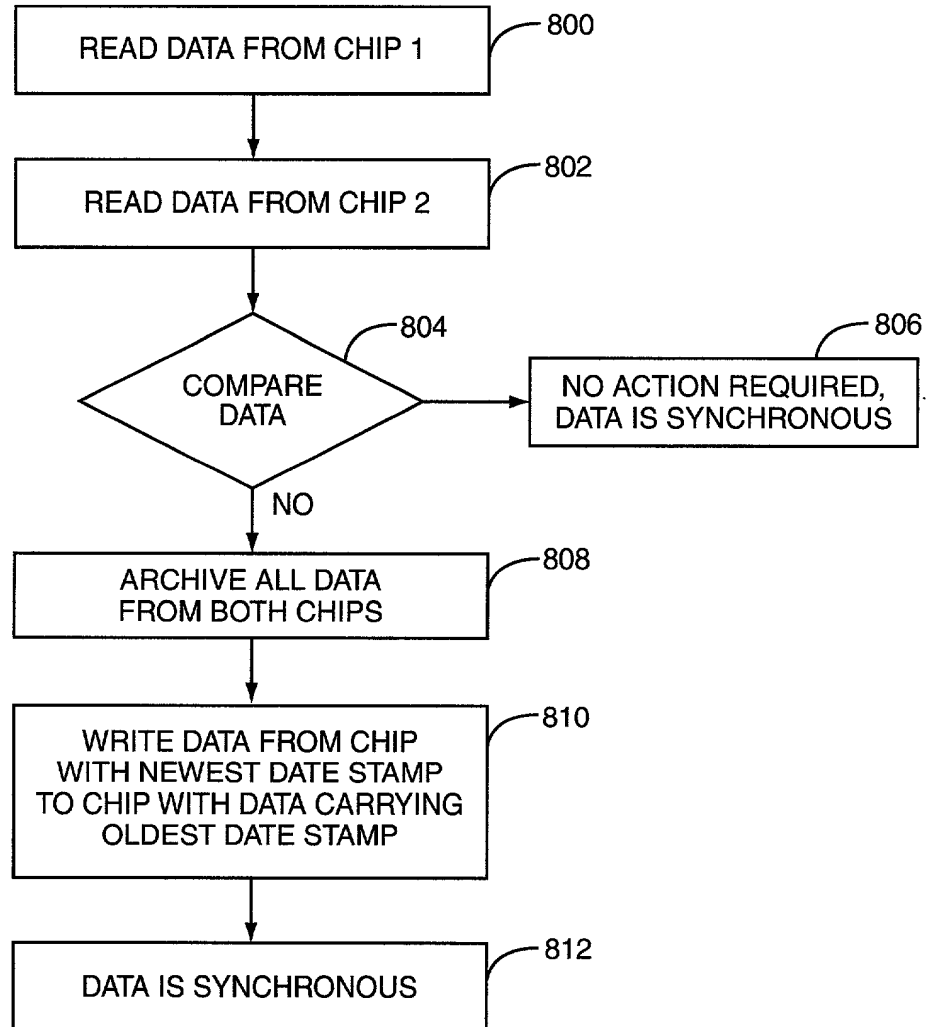 800
READ DATA FROM CHIP 1
802
READ DATA FROM CHIP 2
804
COMPARE
DATA
806
NO ACTION REQUIRED,
DATA IS SYNCHRONOUS
NO
808
ARCHIVE ALL DATA
FROM BOTH CHIPS
810
WRITE DATA FROM CHIP
WITH NEWEST DATE STAMP
TO CHIP WITH DATA CARRYING
OLDEST DATE STAMP
812
DATA IS SYNCHRONOUS